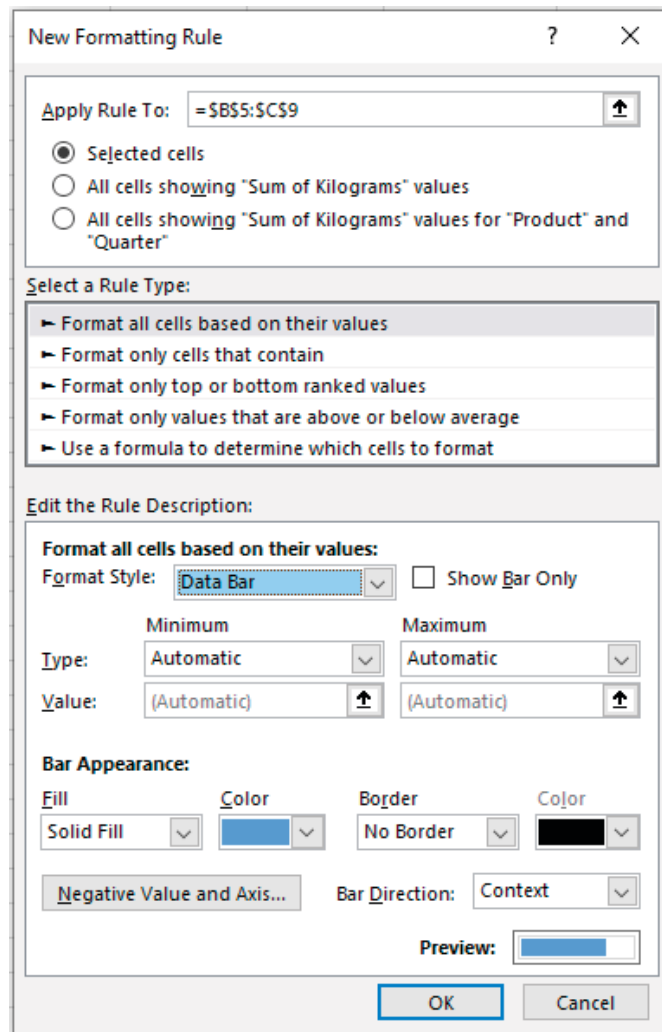 New Formatting Rule ? ×
Apply Rule To: =$B$5:$C$9
Selected cells
All cells showing "Sum of Kilograms" values
All cells showing "Sum of Kilograms" values for "Product" and
"Quarter"
Select a Rule Type:
► Format all cells based on their values
► Format only cells that contain
► Format only top or bottom ranked values
► Format only values that are above or below average
► Use a formula to determine which cells to format
Edit the Rule Description:
Format all cells based on their values:
Format Style: Data Bar Show Bar Only
Minimum Maximum
Type: Automatic Automatic
Value: (Automatic) (Automatic)
Bar Appearance:
Fill Color Border Color
Solid Fill No Border
Negative Value and Axis... Bar Direction: Context
Preview:
OK Cancel